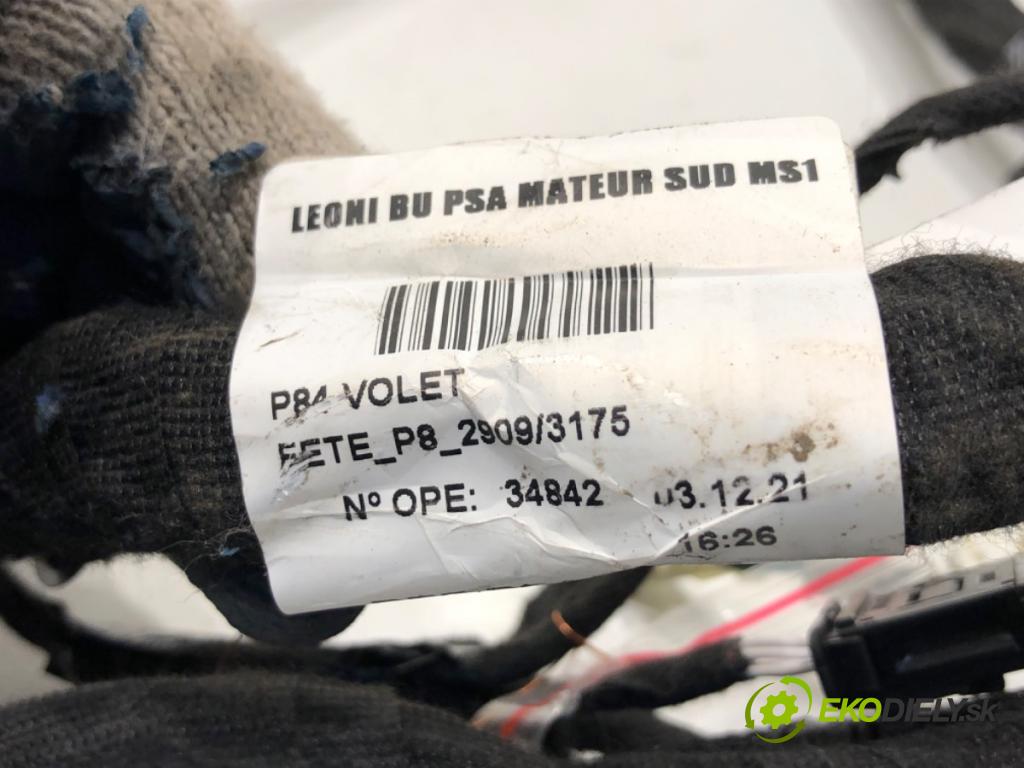 LEONI BU PSA MATEUR SUD MS1
P84 VOLET
EETE_P8_2909/3175
Nº OPE: 34842 03.12.21
16:26
EKODIELY.sk